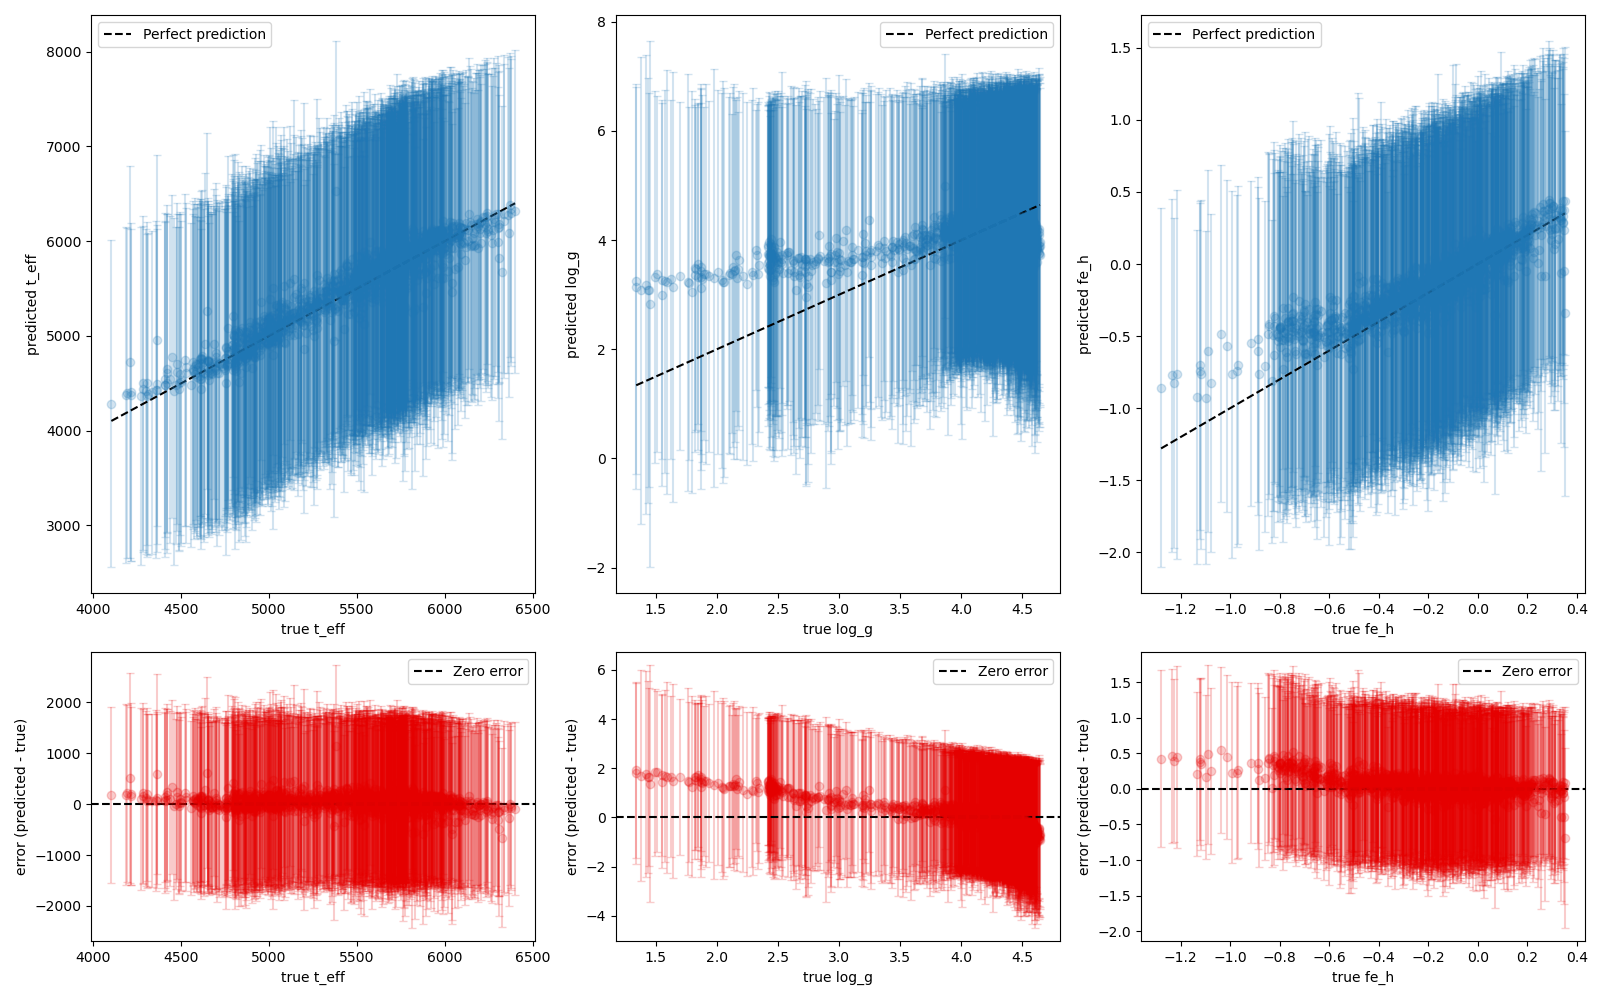 Perfect prediction
8000
7000
6000
5000
4000
3000
predicted t_eff
4000 4500 5000 5500 6000 6500
true t_eff
Perfect prediction
8
6
4
2
0
−2
predicted log_g
1.5 2.0 2.5 3.0 3.5 4.0 4.5
true log_g
Perfect prediction
1.5
1.0
0.5
0.0
−0.5
−1.0
−1.5
−2.0
predicted fe_h
−1.2 −1.0 −0.8 −0.6 −0.4 −0.2 0.0 0.2 0.4
true fe_h
Zero error
2000
1000
0
−1000
−2000
error (predicted - true)
4000 4500 5000 5500 6000 6500
true t_eff
Zero error
6
4
2
0
−2
−4
error (predicted - true)
1.5 2.0 2.5 3.0 3.5 4.0 4.5
true log_g
Zero error
1.5
1.0
0.5
0.0
−0.5
−1.0
−1.5
−2.0
error (predicted - true)
−1.2 −1.0 −0.8 −0.6 −0.4 −0.2 0.0 0.2 0.4
true fe_h